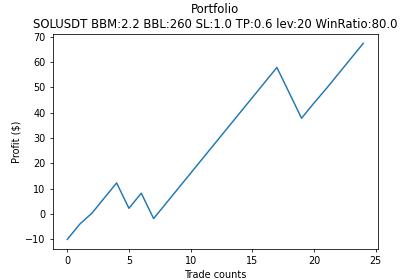 Portfolio
SOLUSDT BBM:2.2 BBL:260 SL:1.0 TP:0.6 lev:20 WinRatio:80.0
70
60
50
40
30
20
10
0
−10
Profit ($)
0 5 10 15 20 25
Trade counts